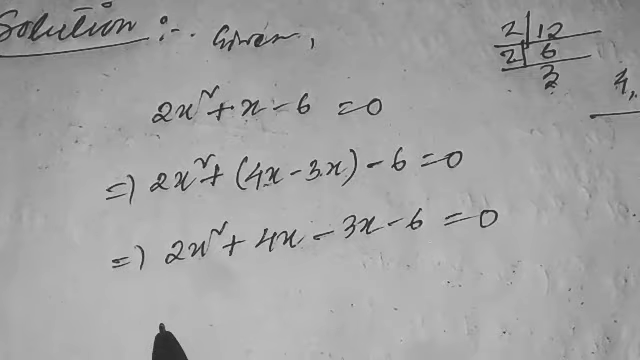 Solution :-. Given,
2x² + x - 6 = 0
=) 2x² + (4x - 3x) - 6 = 0
=) 2x² + 4x - 3x - 6 = 0
2 | 12
2 | 6
3